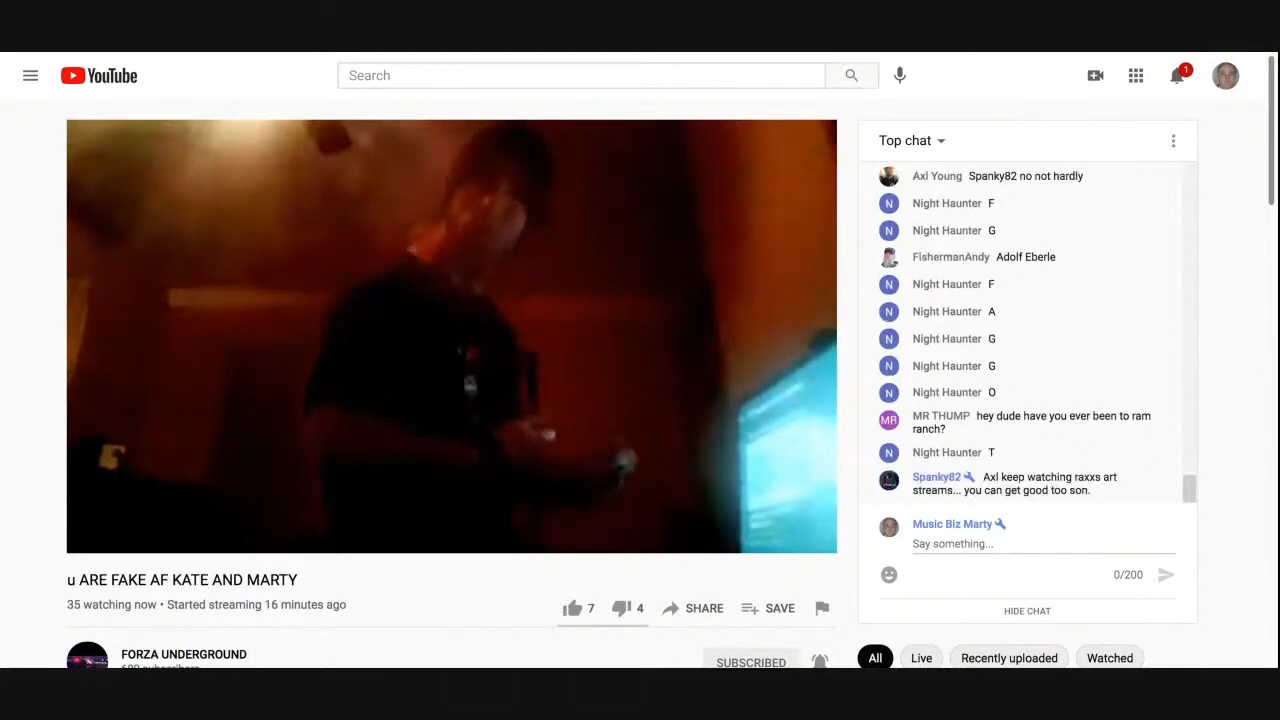 YouTube
Search
1
Top chat
Axl Young Spanky82 no not hardly
Night Haunter F
Night Haunter G
FishermanAndy Adolf Eberle
Night Haunter F
Night Haunter A
Night Haunter G
Night Haunter G
Night Haunter O
MR
MR THUMP hey dude have you ever been to ram
ranch?
Night Haunter T
Spanky82 Axl keep watching raxxs art
streams... you can get good too son.
Music Biz Marty
Say something...
0/200
HIDE CHAT
u ARE FAKE AF KATE AND MARTY
35 watching now • Started streaming 16 minutes ago
7
4
SHARE
SAVE
FORZA UNDERGROUND
SUBSCRIBED
All
Live
Recently uploaded
Watched